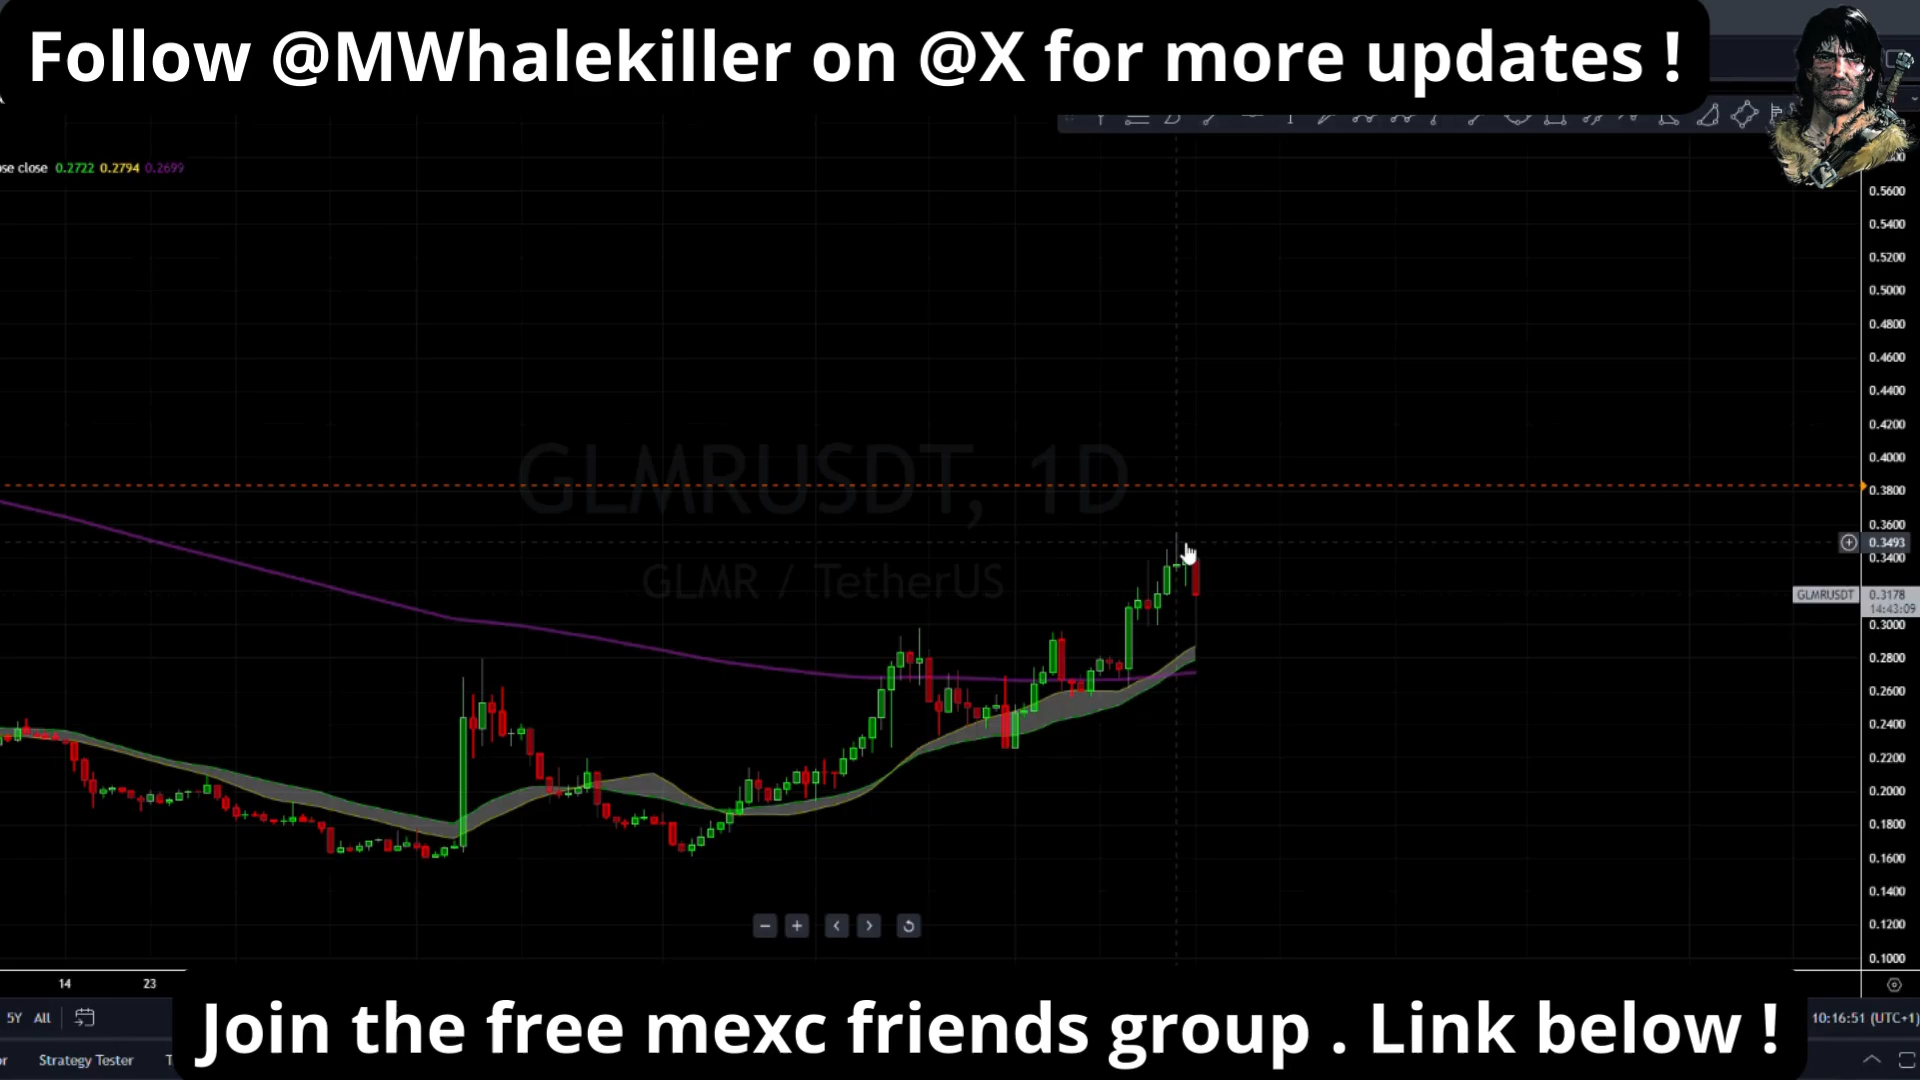 Follow @MWhalekiller on @X for more updates !
close 0.2722 0.2794 0.2699
0.5600
0.5400
0.5200
0.5000
0.4800
0.4600
0.4400
0.4200
0.4000
0.3800
0.3600
0.3493
0.3400
GLMRUSDT 0.3178
14:43:09
0.3000
0.2800
0.2600
0.2400
0.2200
0.2000
0.1800
0.1600
0.1400
0.1200
0.1000
GLMRUSDT, 1D
GLMR / TetherUS
14 23
5Y All
10:16:51 (UTC+1)
Strategy Tester
Join the free mexc friends group . Link below !